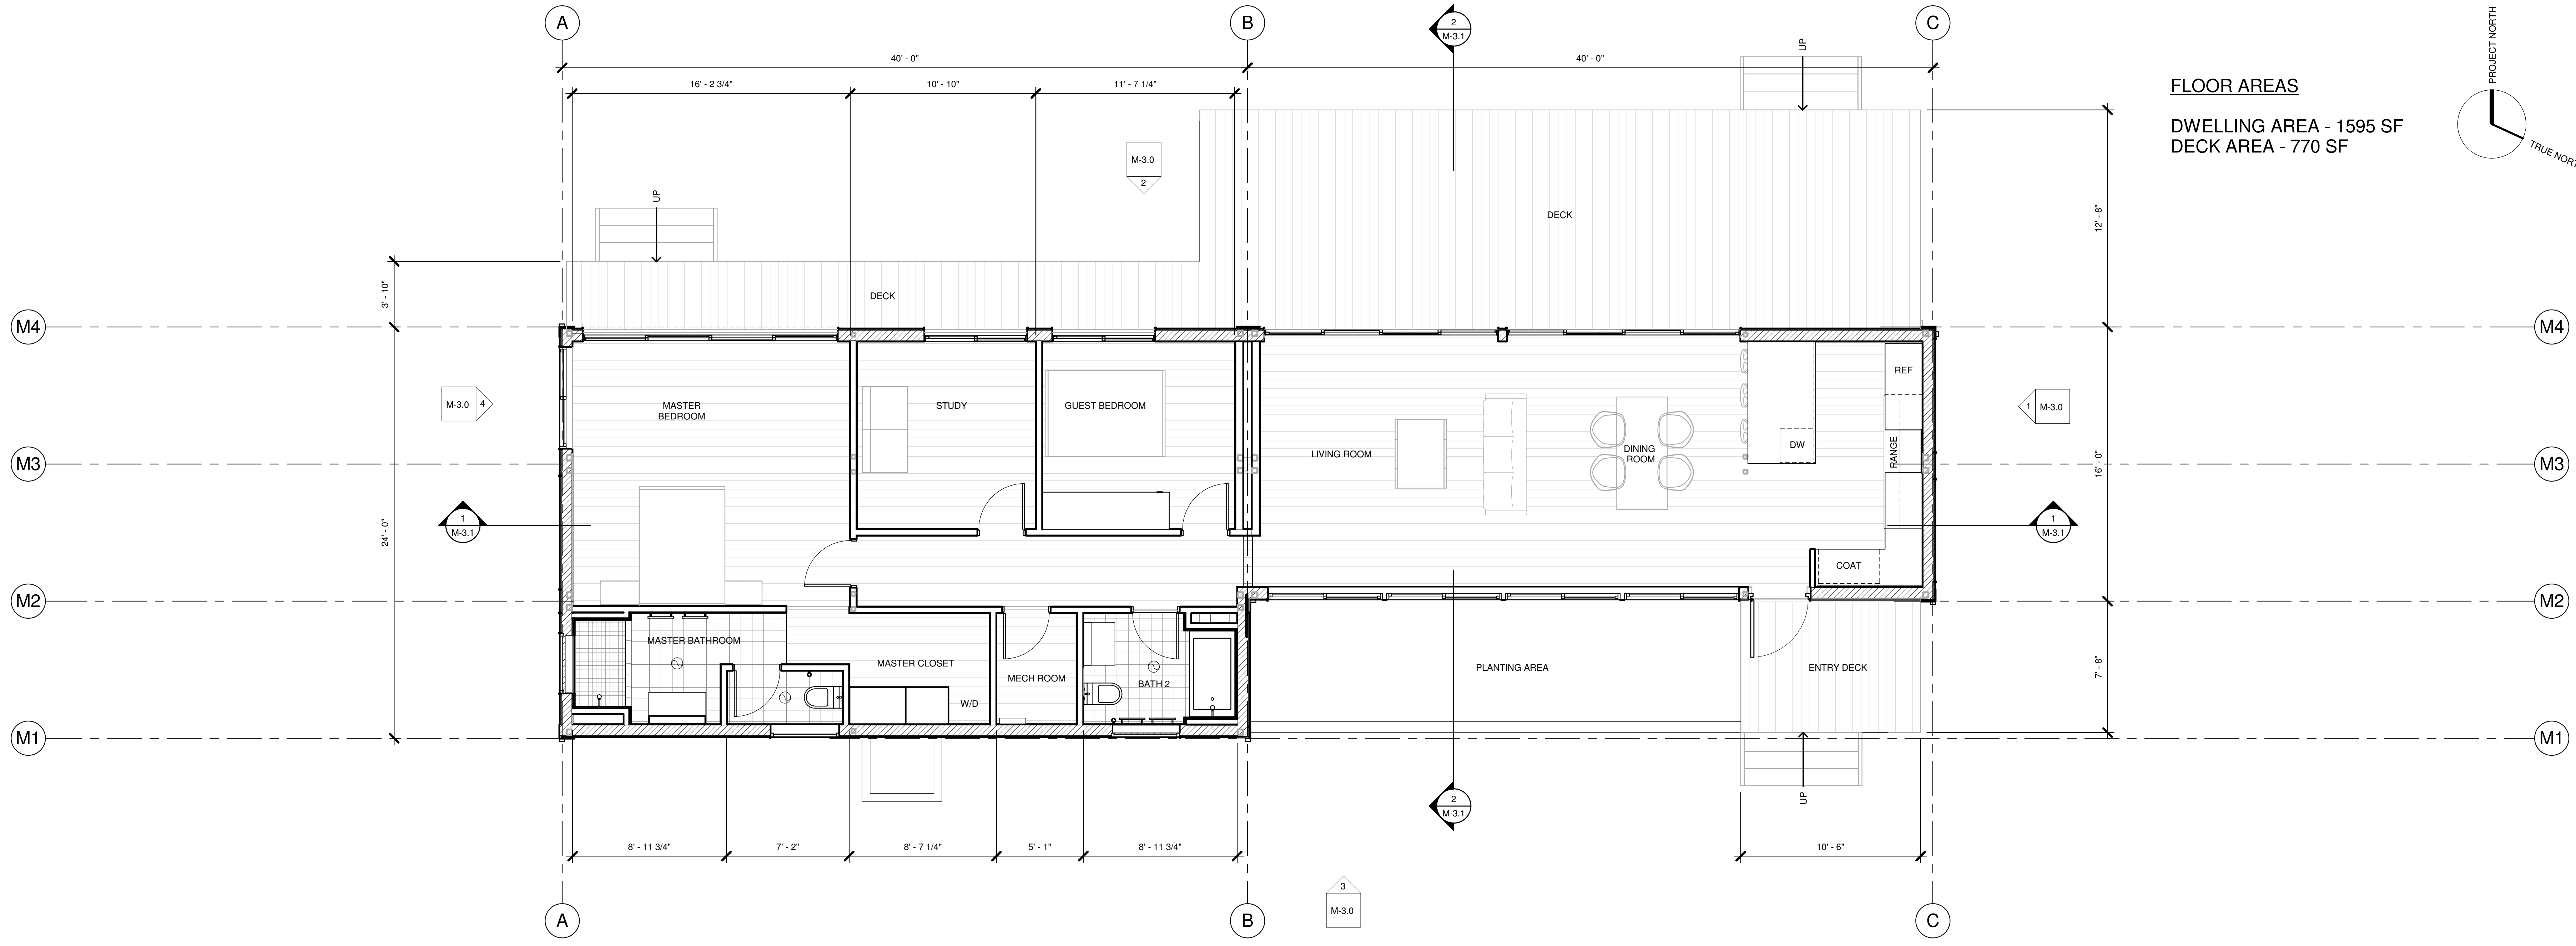 A
B
C
2
M-3.1
UP
PROJECT NORTH
40' - 0"
40' - 0"
16' - 2 3/4"
10' - 10"
11' - 7 1/4"
FLOOR AREAS
DWELLING AREA - 1595 SF
DECK AREA - 770 SF
M-3.0
2
UP
DECK
12' - 8"
3' - 10"
DECK
M4
M4
M-3.0
4
MASTER
BEDROOM
STUDY
GUEST BEDROOM
REF
1
M-3.0
LIVING ROOM
DINING
ROOM
DW
RANGE
M3
M3
16' - 0"
1
M-3.1
24' - 0"
1
M-3.1
COAT
M2
M2
MASTER BATHROOM
MASTER CLOSET
MECH ROOM
BATH 2
W/D
PLANTING AREA
ENTRY DECK
7' - 8"
M1
M1
2
M-3.1
UP
8' - 11 3/4"
7' - 2"
8' - 7 1/4"
5' - 1"
8' - 11 3/4"
10' - 6"
3
M-3.0
A
B
C